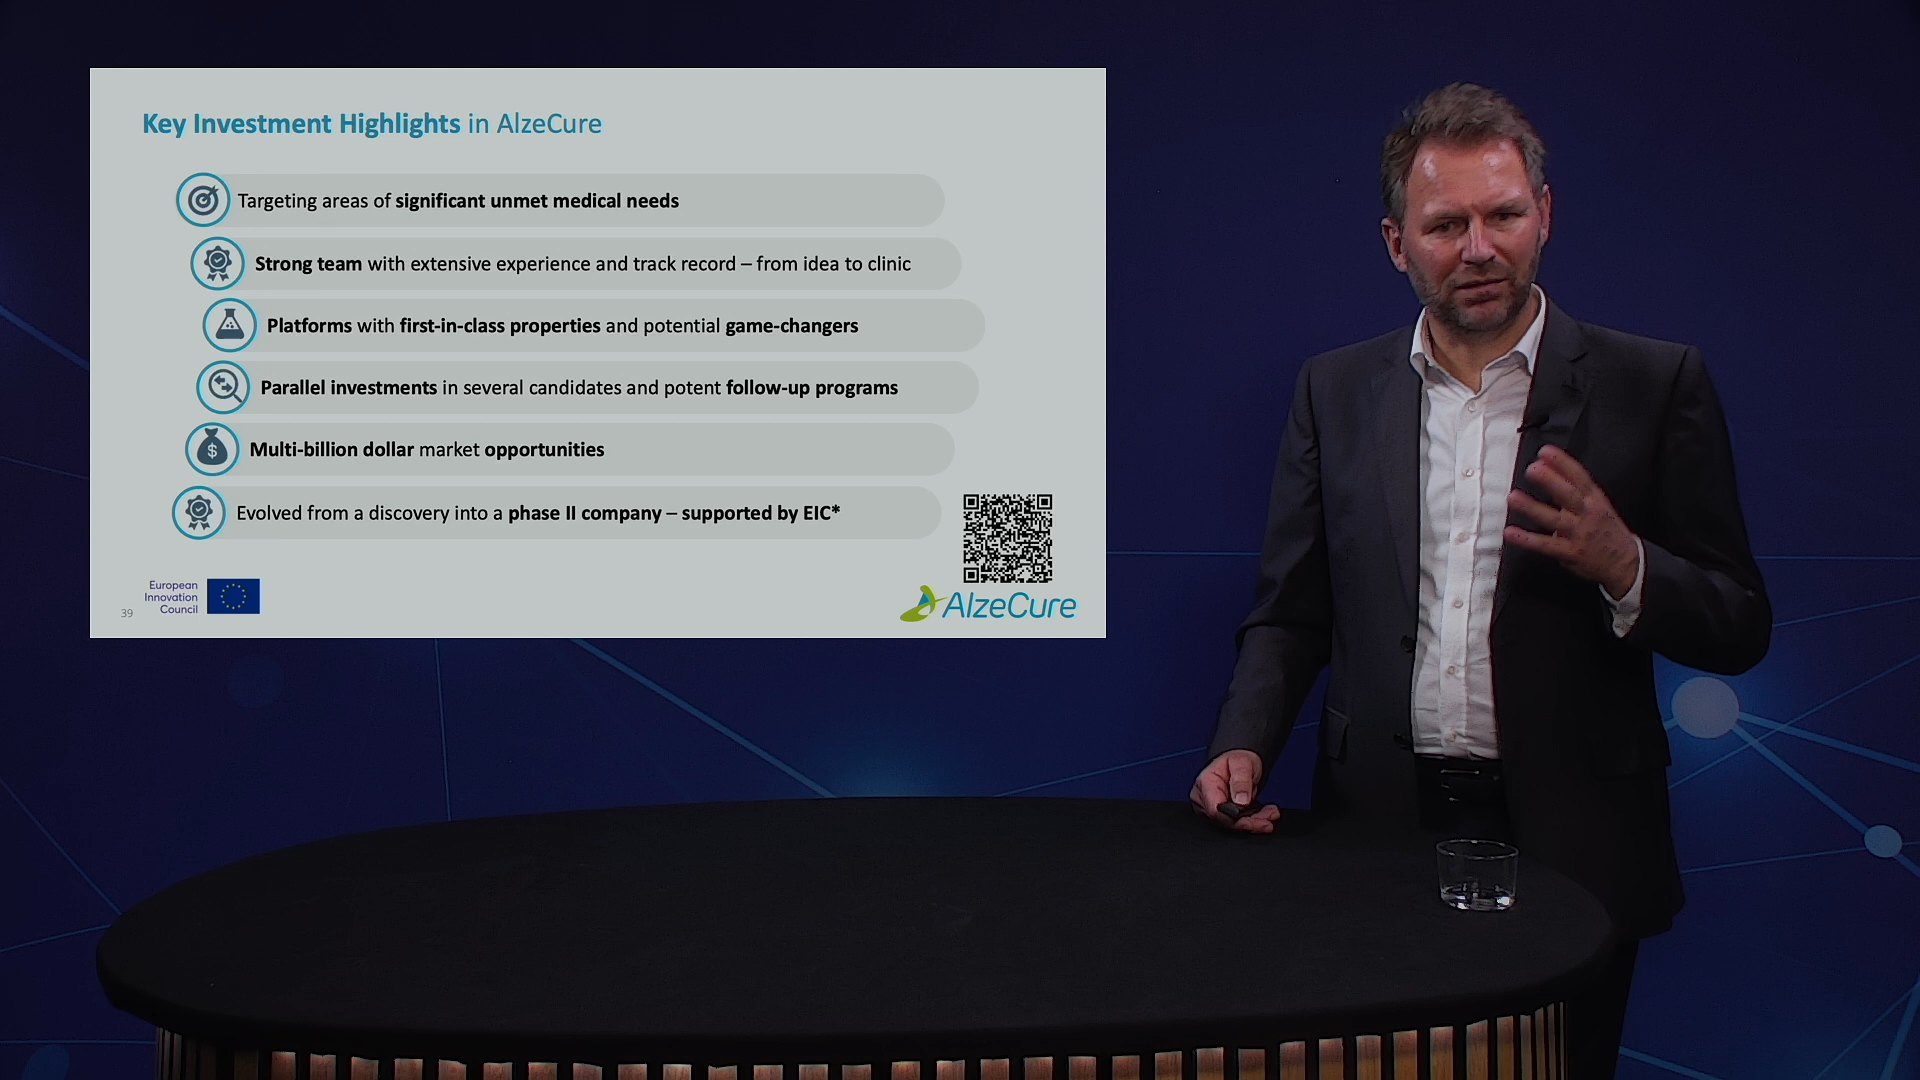 Key Investment Highlights in AlzeCure
Targeting areas of significant unmet medical needs
Strong team with extensive experience and track record – from idea to clinic
Platforms with first-in-class properties and potential game-changers
Parallel investments in several candidates and potent follow-up programs
$
Multi-billion dollar market opportunities
Evolved from a discovery into a phase II company – supported by EIC*
European
Innovation
Council
39
AlzeCure